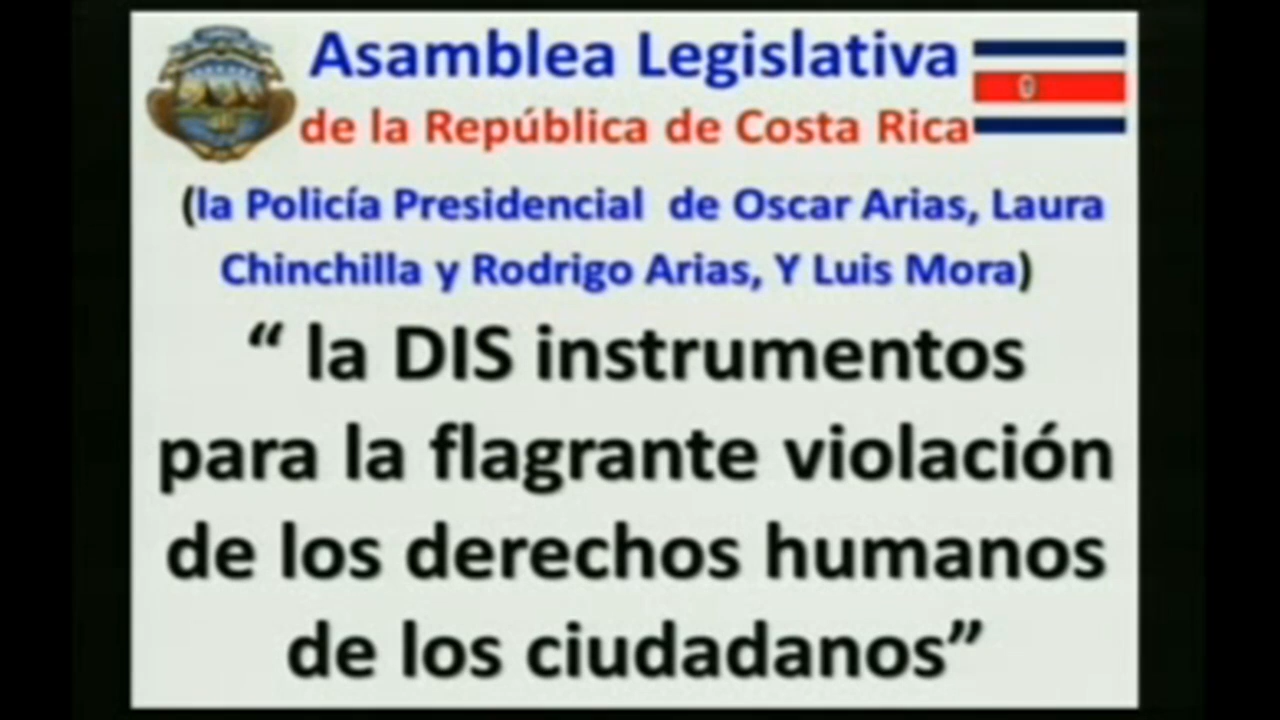 Asamblea Legislativa
de la República de Costa Rica
(la Policía Presidencial de Oscar Arias, Laura
Chinchilla y Rodrigo Arias, Y Luis Mora)
“ la DIS instrumentos
para la flagrante violación
de los derechos humanos
de los ciudadanos”